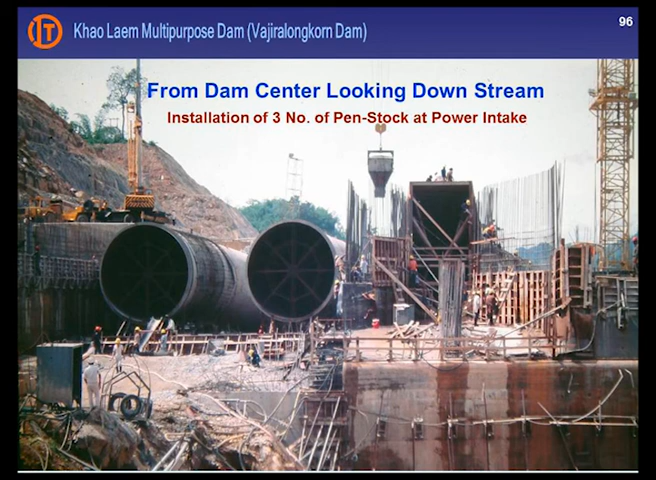 IT
Khao Laem Multipurpose Dam (Vajiralongkorn Dam)
96
From Dam Center Looking Down Stream
Installation of 3 No. of Pen-Stock at Power Intake